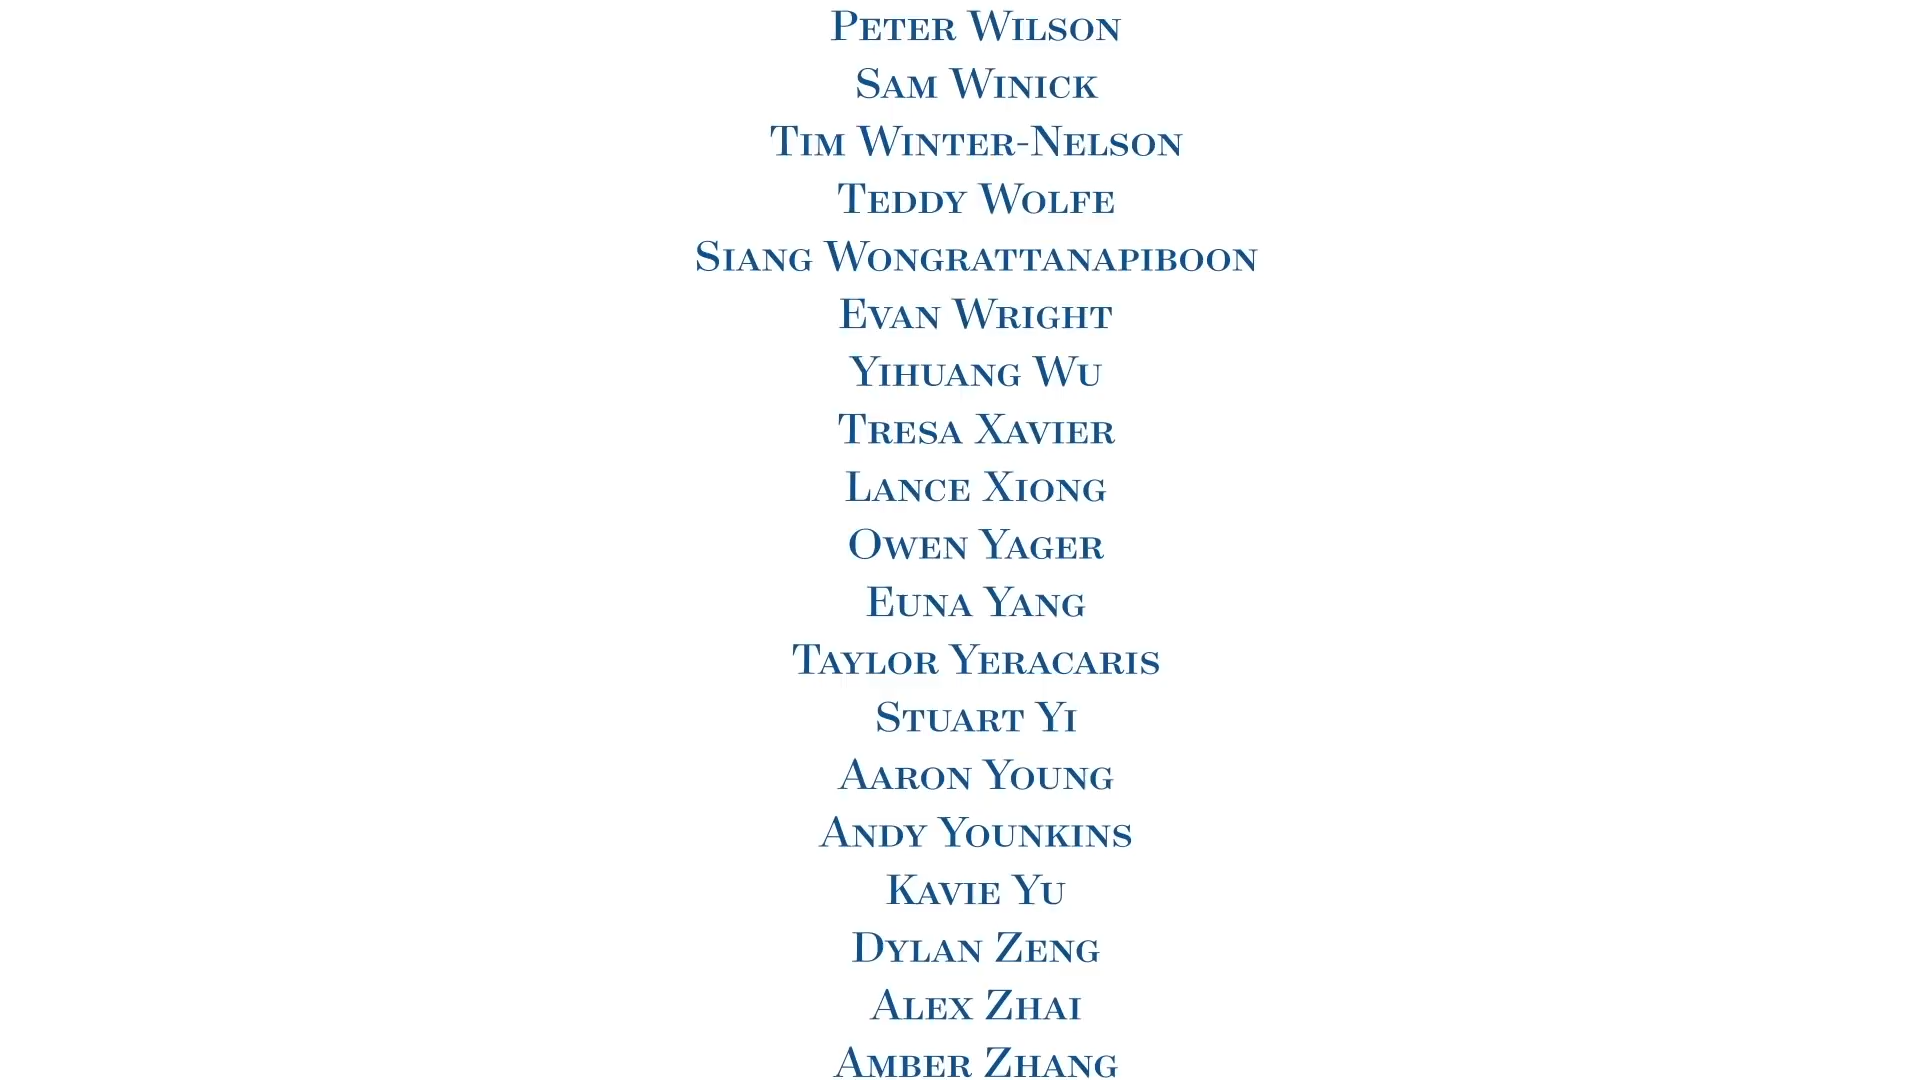 Peter Wilson
Sam Winick
Tim Winter-Nelson
Teddy Wolfe
Siang Wongrattanapiboon
Evan Wright
Yihuang Wu
Tresa Xavier
Lance Xiong
Owen Yager
Euna Yang
Taylor Yeracaris
Stuart Yi
Aaron Young
Andy Younkins
Kavie Yu
Dylan Zeng
Alex Zhai
Amber Zhang